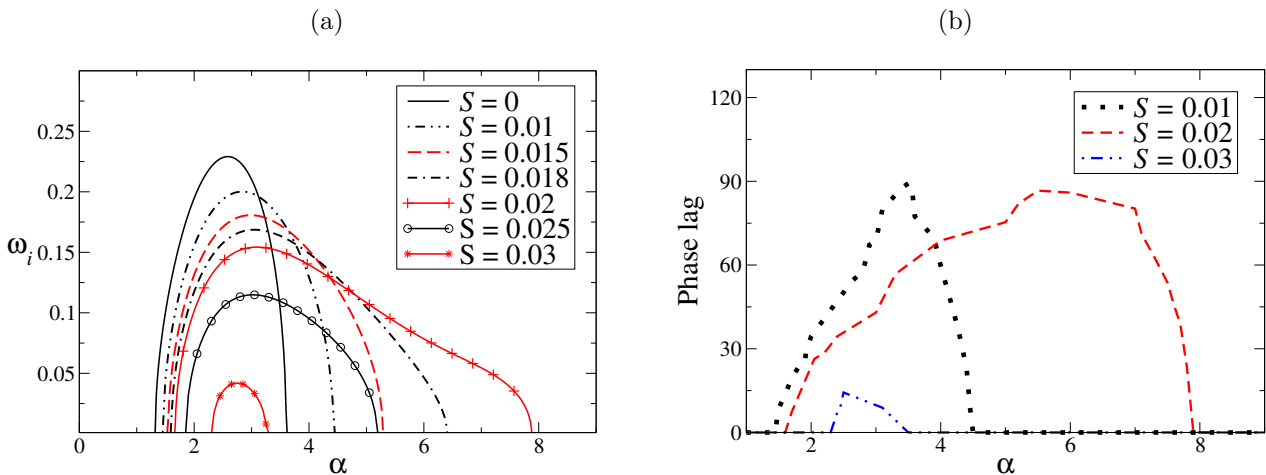 (a)
ω_i
0.25
0.2
0.15
0.1
0.05
0 2 4 6 8
α
S = 0
S = 0.01
S = 0.015
S = 0.018
S = 0.02
S = 0.025
S = 0.03
(b)
Phase lag
120
90
60
30
0
2 4 6 8
α
S = 0.01
S = 0.02
S = 0.03